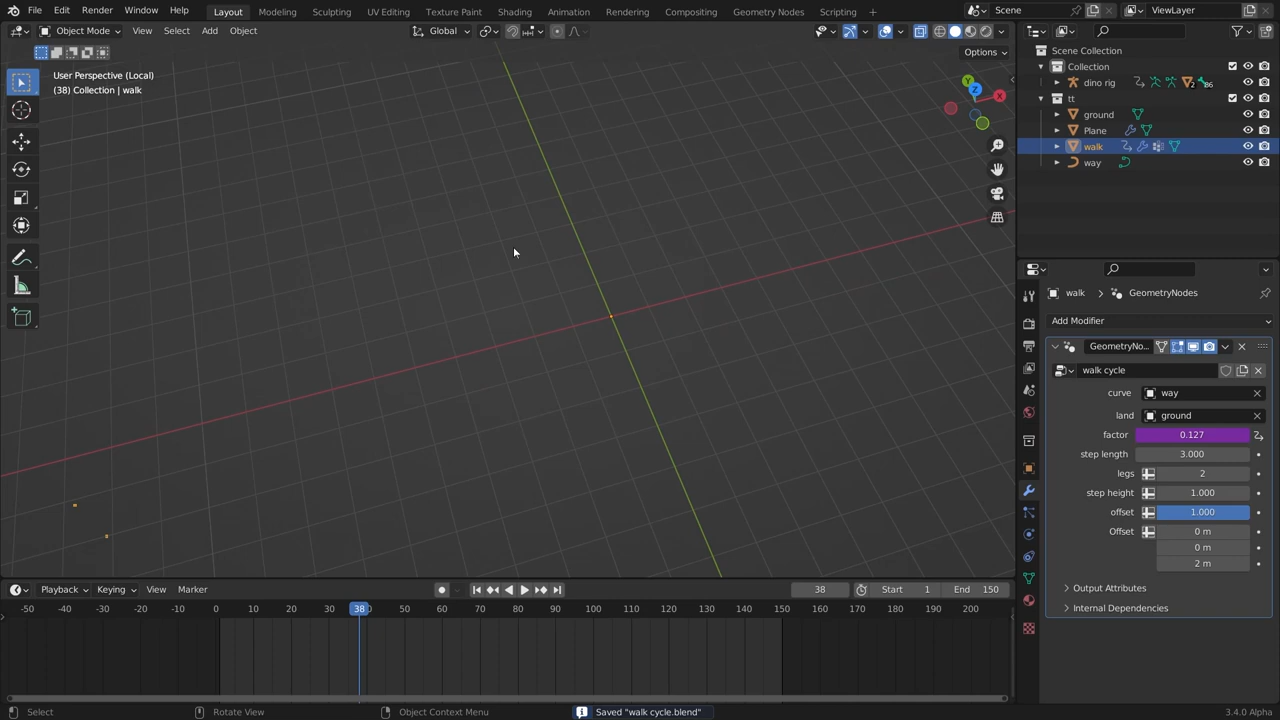 File Edit Render Window Help Layout Modeling Sculpting UV Editing Texture Paint Shading Animation Rendering Compositing Geometry Nodes Scripting Scene ViewLayer
Object Mode View Select Add Object Global
Options
User Perspective (Local)
(38) Collection | walk
Y
Z
X
Scene Collection
Collection
dino rig 2 86
tt
ground
Plane
walk
way
walk > GeometryNodes
Add Modifier
GeometryNo...
walk cycle
curve way
land ground
factor 0.127
step length 3.000
legs 2
step height 1.000
offset 1.000
Offset 0 m
0 m
2 m
Output Attributes
Internal Dependencies
Playback Keying View Marker 38 Start 1 End 150
-50 -40 -30 -20 -10 0 10 20 30 38 50 60 70 80 90 100 110 120 130 140 150 160 170 180 190 200
Select Rotate View Object Context Menu Saved "walk cycle.blend" 3.4.0 Alpha